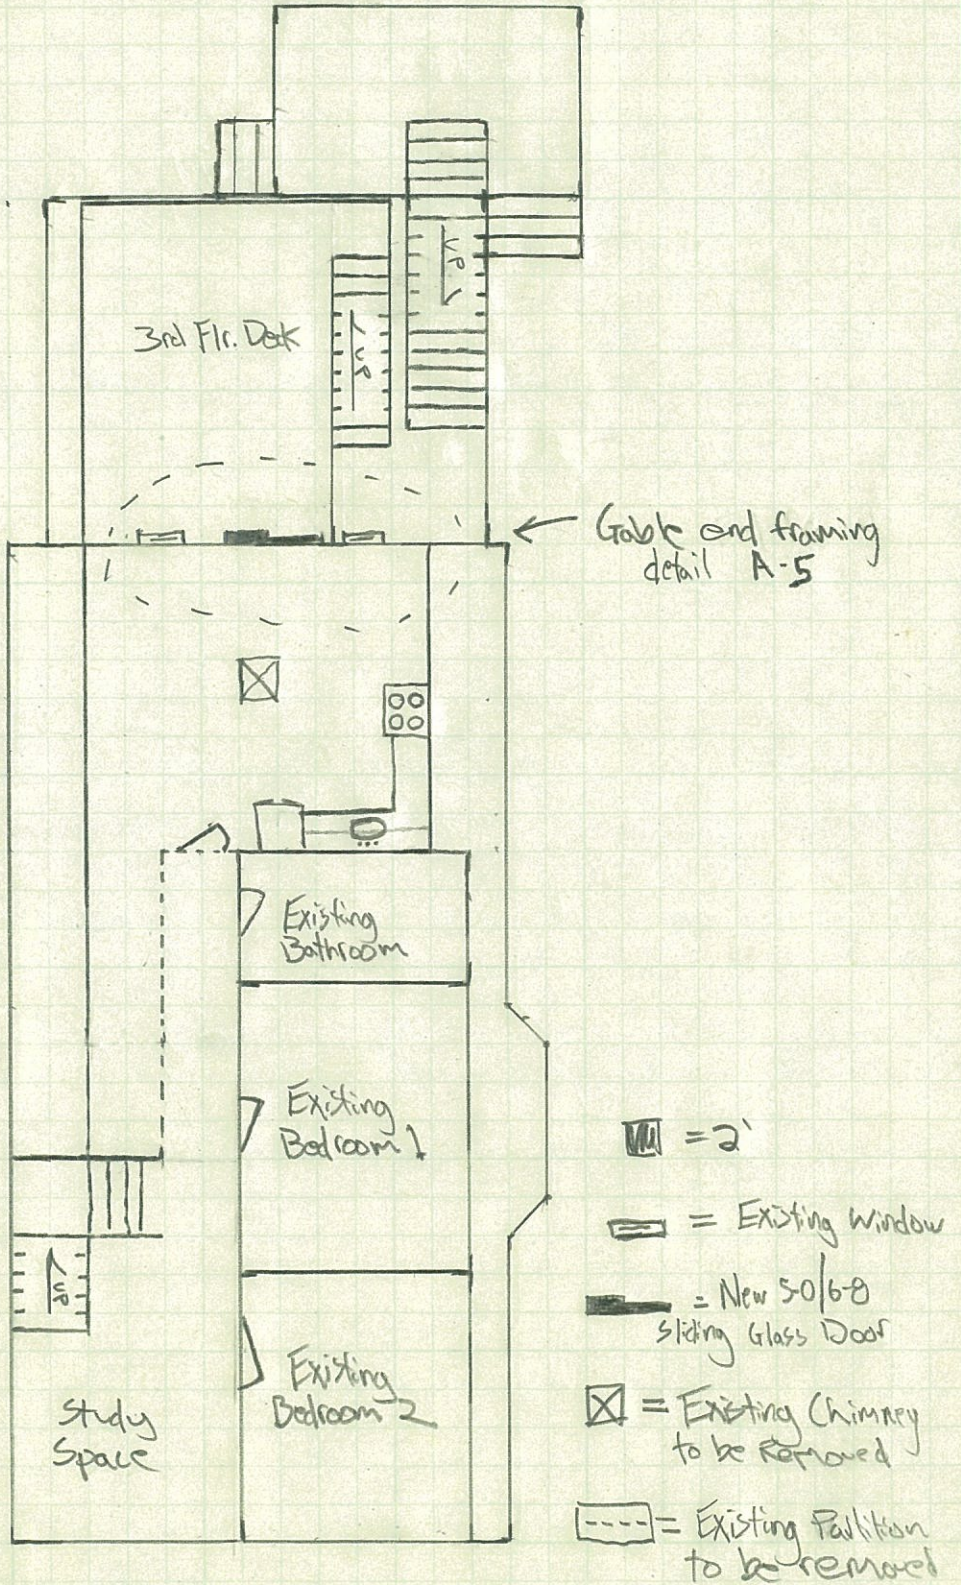 UP
3rd Flr. Deck
UP
Gable end framing
detail A-5
Existing
Bathroom
Existing
Bedroom 1
UP
Existing
Bedroom 2
Study
Space
= 2'
= Existing Window
= New 5-0/6-8
Sliding Glass Door
= Existing Chimney
to be Removed
= Existing Partition
to be removed